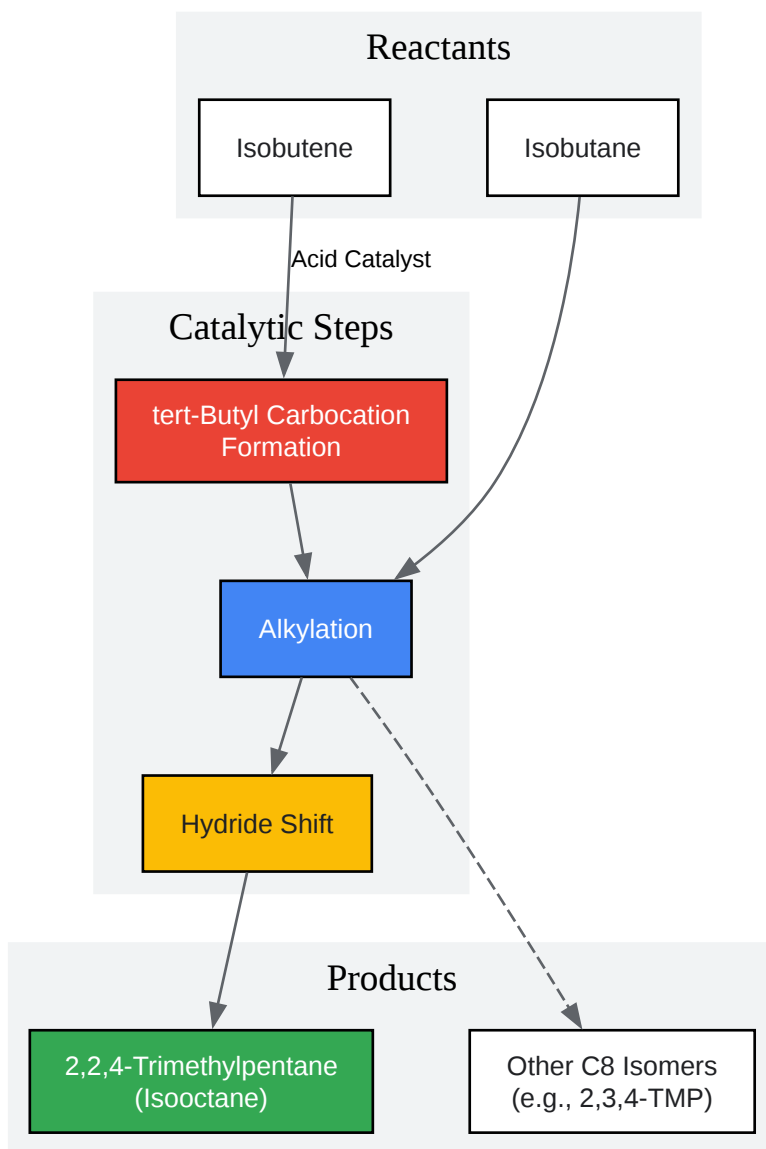 Reactants
Isobutene
Isobutane
Acid Catalyst
Catalytic Steps
tert-Butyl Carbocation
Formation
Alkylation
Hydride Shift
Products
2,2,4-Trimethylpentane
(Isooctane)
Other C8 Isomers
(e.g., 2,3,4-TMP)